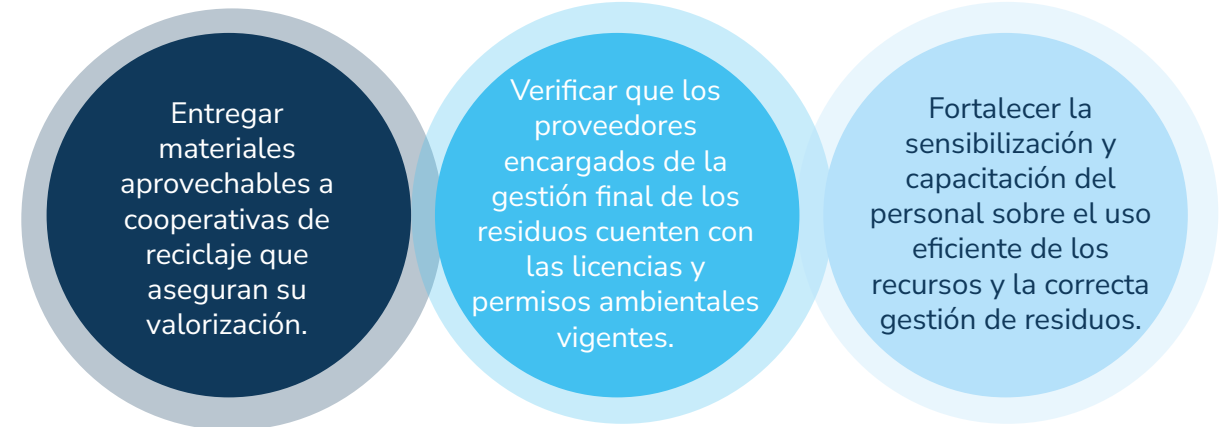 Entregar
materiales
aprovechables a
cooperativas de
reciclaje que
aseguran su
valorización.
Verificar que los
proveedores
encargados de la
gestión final de los
residuos cuenten con
las licencias y
permisos ambientales
vigentes.
Fortalecer la
sensibilización y
capacitación del
personal sobre el uso
eficiente de los
recursos y la correcta
gestión de residuos.